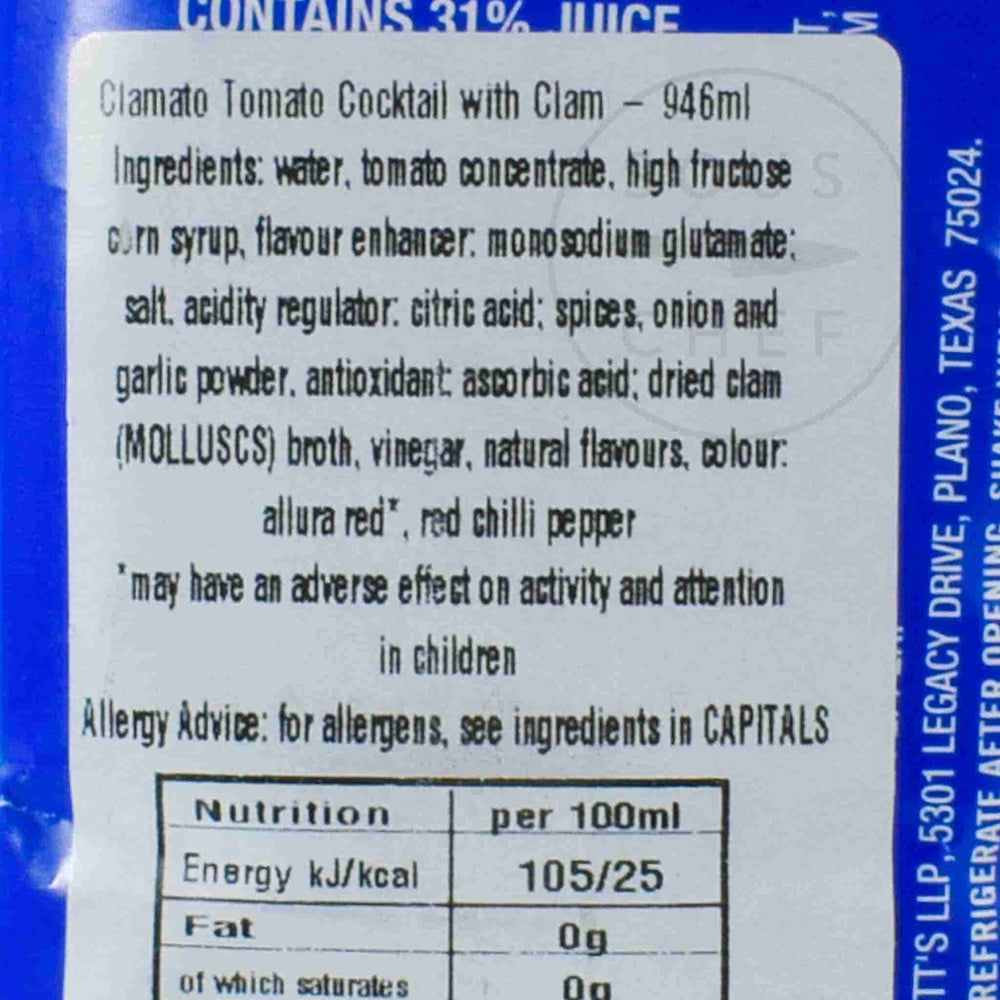 CONTAINS 31% JUICE
Clamato Tomato Cocktail with Clam – 946ml
Ingredients: water, tomato concentrate, high fructose
corn syrup, flavour enhancer: monosodium glutamate;
salt. acidity regulator: citric acid; spices, onion and
garlic powder, antioxidant: ascorbic acid; dried clam
(MOLLUSCS) broth, vinegar, natural flavours, colour:
allura red*, red chilli pepper
*may have an adverse effect on activity and attention
in children
Allergy Advice: for allergens, see ingredients in CAPITALS
Nutrition per 100ml
Energy kJ/kcal 105/25
Fat 0g
of which saturates 0g
TT'S LLP, 5301 LEGACY DRIVE, PLANO, TEXAS 75024.
REFRIGERATE AFTER OPENING.
SOUS
CHEF